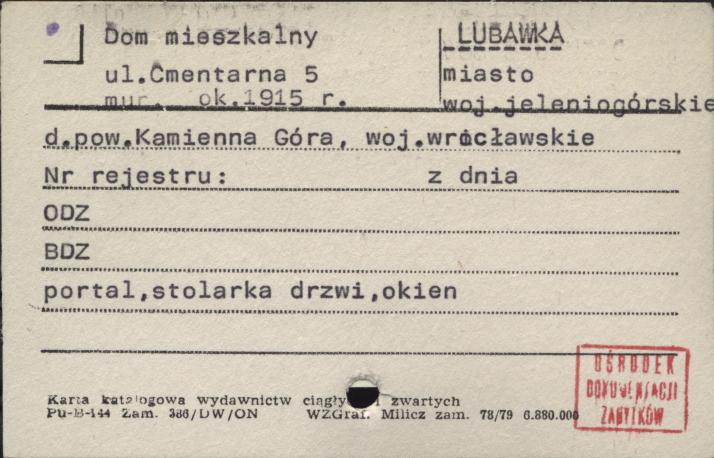 Dom mieszkalny LUBAWKA
ul.Cmentarna 5 miasto
mur. ok.1915 r. woj.jeleniogórskie
d.pow.Kamienna Góra, woj.wrocławskie
Nr rejestru: z dnia
ODZ
BDZ
portal,stolarka drzwi,okien
Karta katalogowa wydawnictw i zwartych
Pu-B-144 Zam. 386/DW/ON WZGraf. Milicz zam. 78/79 6.880.000
OŚRODEK
DOKUMENTACJI
ZABYTKÓW